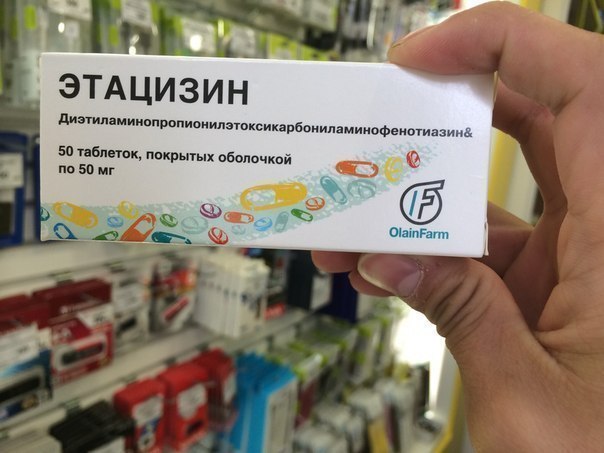 ЭТАЦИЗИН
Диэтиламинопропионилэтоксикарбониламинофенотиазин&
50 таблеток, покрытых оболочкой
по 50 мг
OlainFarm